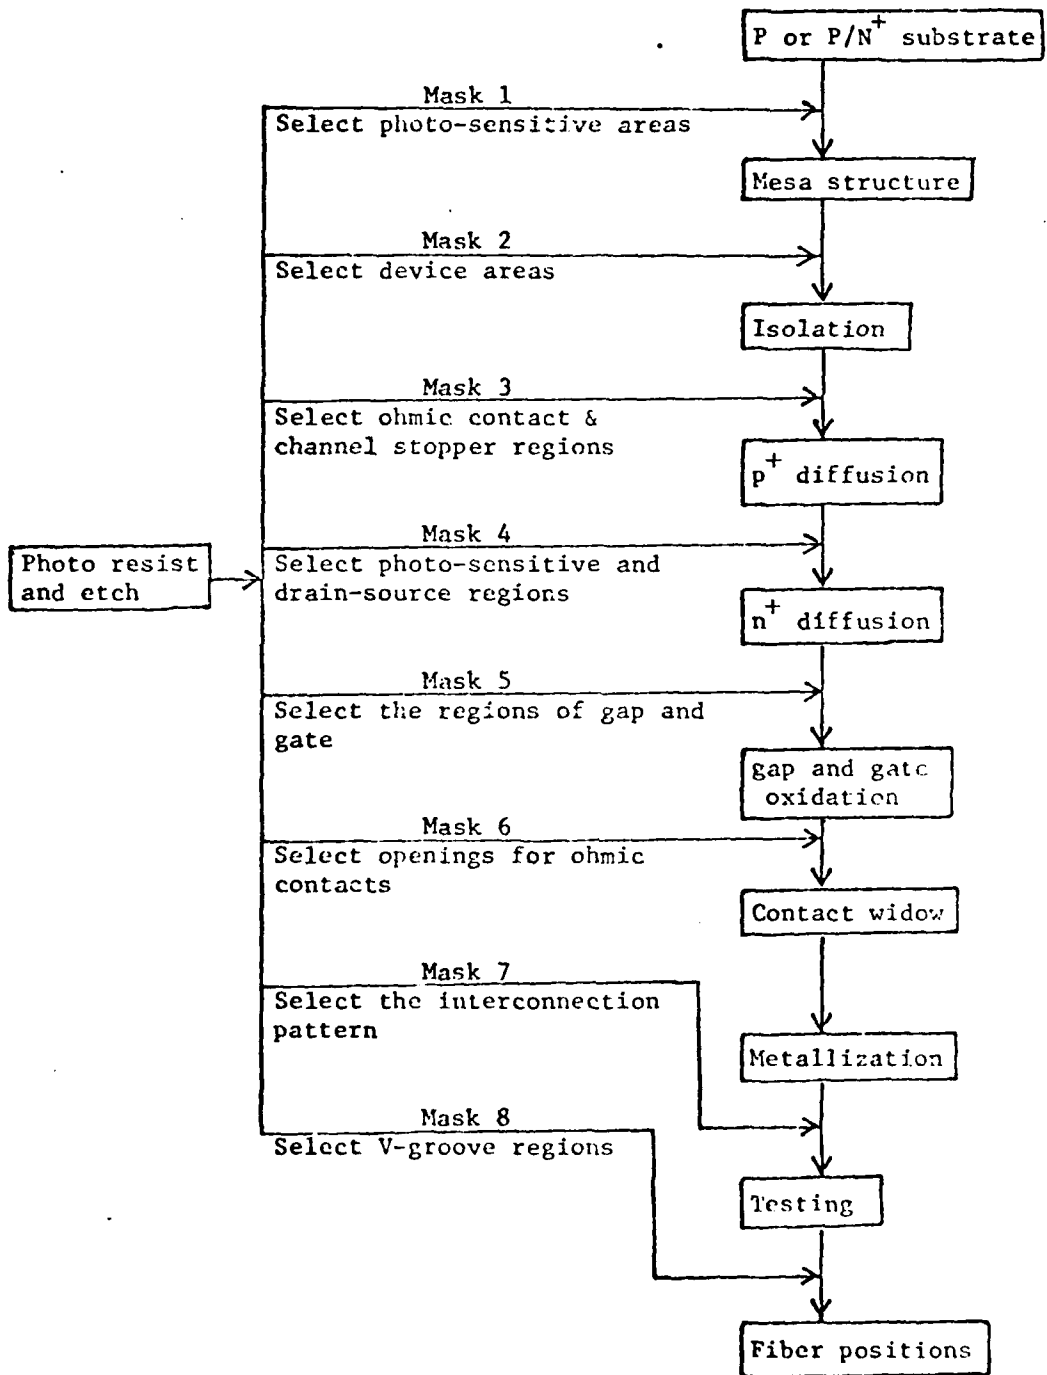 P or P/N+ substrate
Mask 1
Select photo-sensitive areas
Mesa structure
Mask 2
Select device areas
Isolation
Mask 3
Select ohmic contact &
channel stopper regions
p+ diffusion
Mask 4
Select photo-sensitive and
drain-source regions
Photo resist
and etch
n+ diffusion
Mask 5
Select the regions of gap and
gate
gap and gate
oxidation
Mask 6
Select openings for ohmic
contacts
Contact widow
Mask 7
Select the interconnection
pattern
Metallization
Mask 8
Select V-groove regions
Testing
Fiber positions